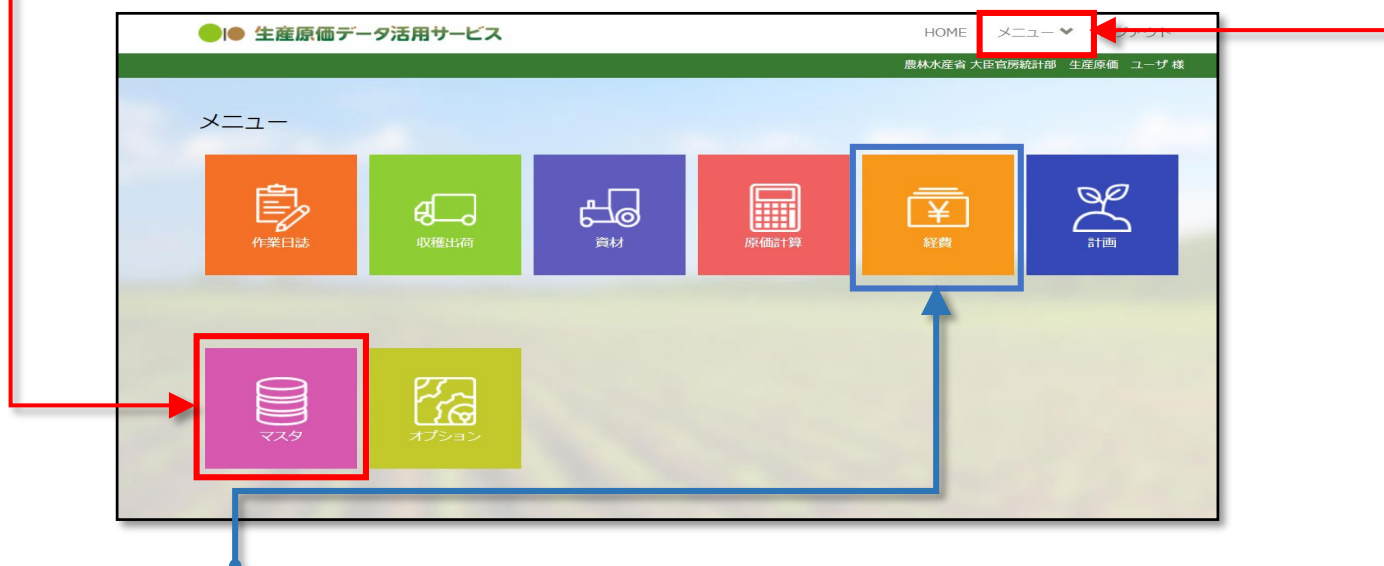 生産原価データ活用サービス
HOME メニュー
農林水産省 大臣官房統計部 生産原価 ユーザ 様
メニュー
作業日誌 収穫出荷 資材 原価計算 経費 計画
マスタ オプション